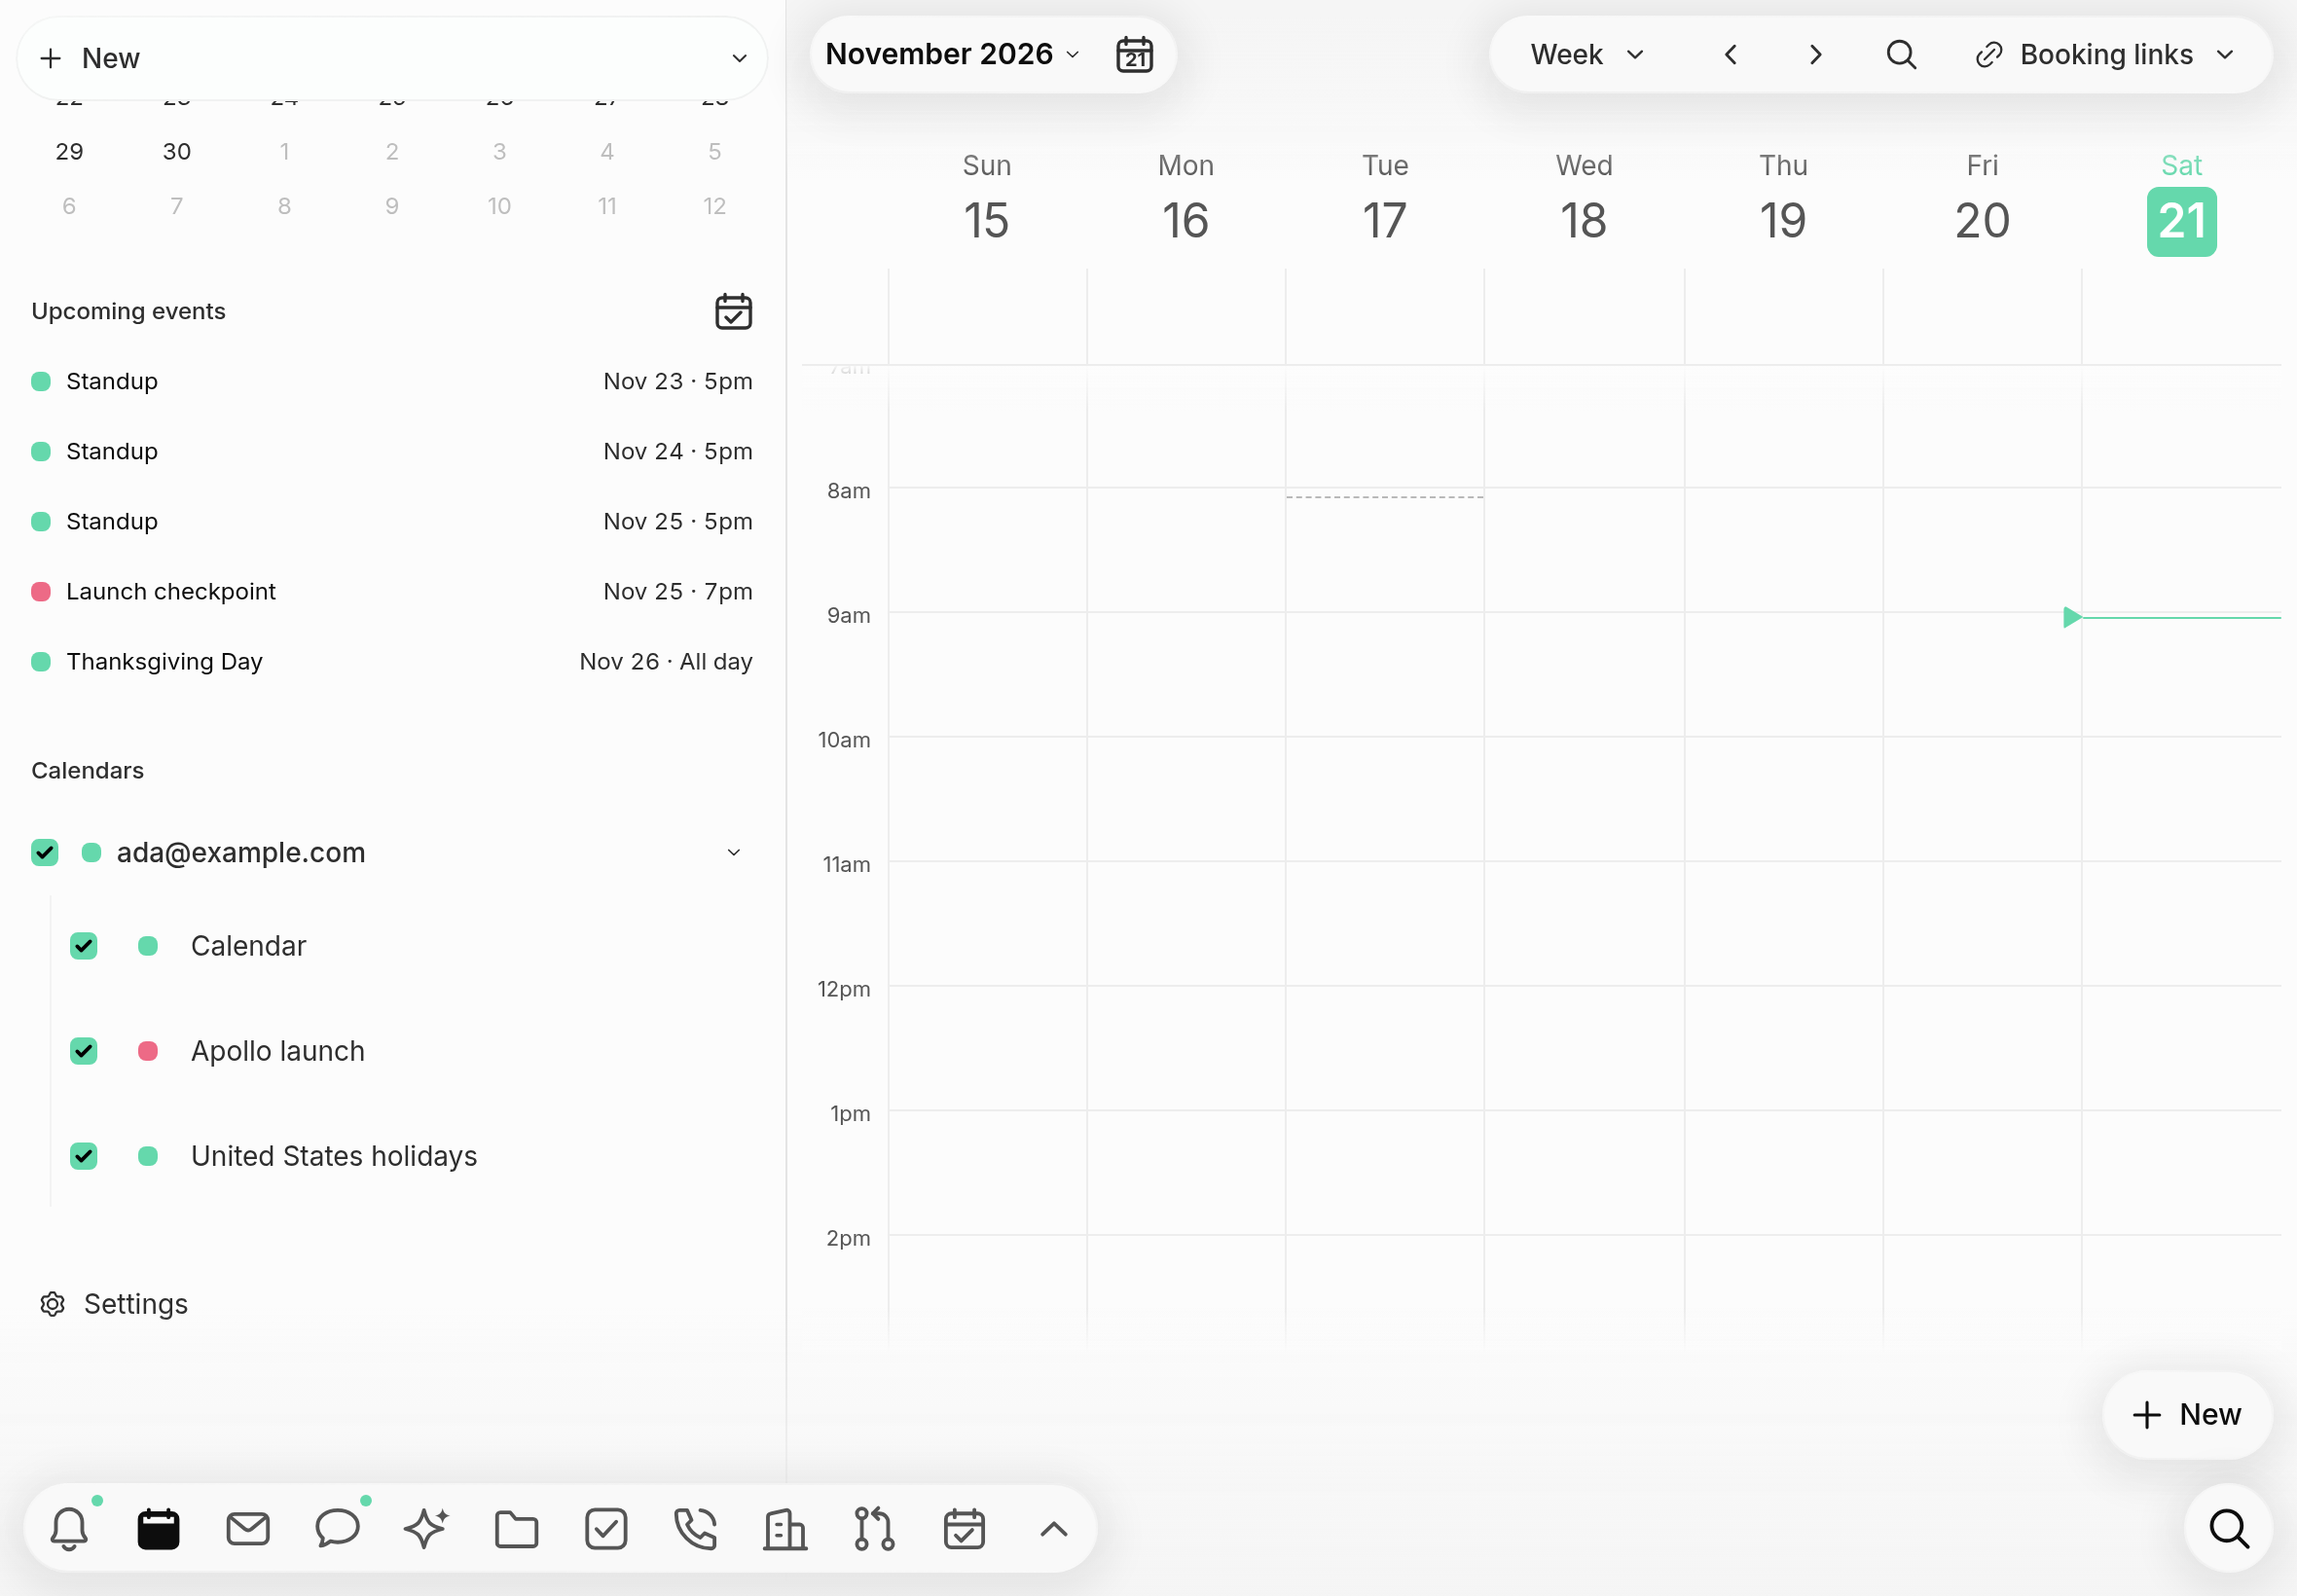 New
29 30 1 2 3 4 5
6 7 8 9 10 11 12
Upcoming events
Standup Nov 23 · 5pm
Standup Nov 24 · 5pm
Standup Nov 25 · 5pm
Launch checkpoint Nov 25 · 7pm
Thanksgiving Day Nov 26 · All day
Calendars
ada@example.com
Calendar
Apollo launch
United States holidays
Settings
November 2026 21 Week Booking links
Sun Mon Tue Wed Thu Fri Sat
15 16 17 18 19 20 21
7am
8am
9am
10am
11am
12pm
1pm
2pm
New